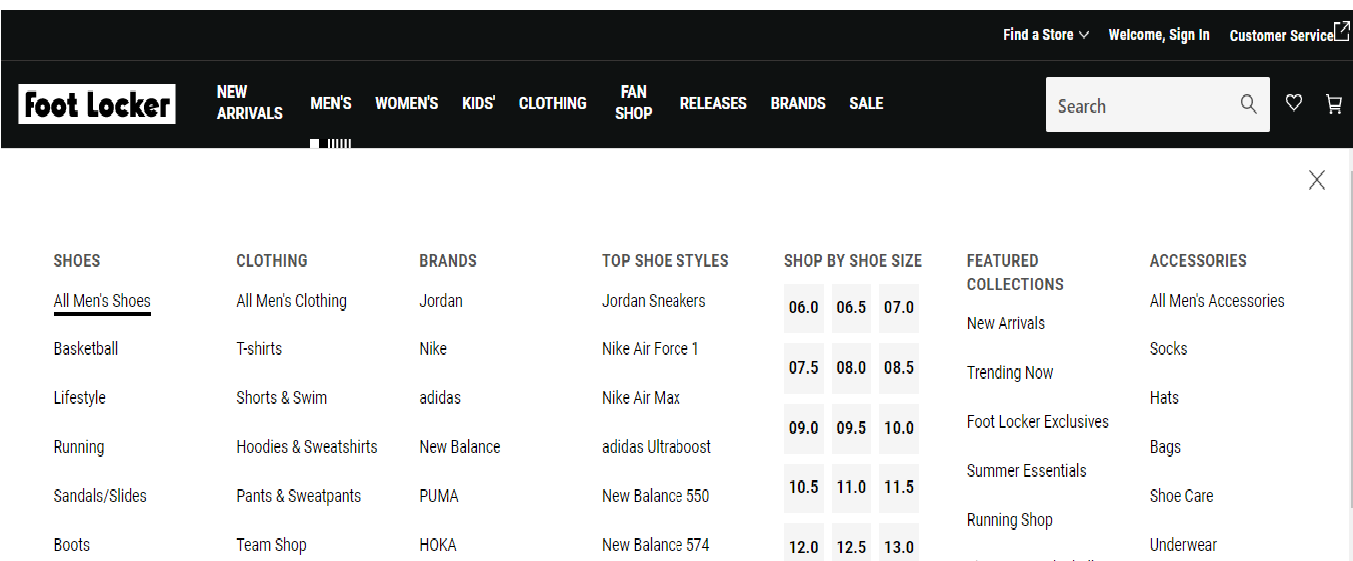 Find a Store Welcome, Sign In Customer Service
Foot Locker
NEW ARRIVALS
MEN'S
WOMEN'S
KIDS'
CLOTHING
FAN SHOP
RELEASES
BRANDS
SALE
Search
SHOES
All Men's Shoes
Basketball
Lifestyle
Running
Sandals/Slides
Boots
CLOTHING
All Men's Clothing
T-shirts
Shorts & Swim
Hoodies & Sweatshirts
Pants & Sweatpants
Team Shop
BRANDS
Jordan
Nike
adidas
New Balance
PUMA
HOKA
TOP SHOE STYLES
Jordan Sneakers
Nike Air Force 1
Nike Air Max
adidas Ultraboost
New Balance 550
New Balance 574
SHOP BY SHOE SIZE
06.0 06.5 07.0
07.5 08.0 08.5
09.0 09.5 10.0
10.5 11.0 11.5
12.0 12.5 13.0
FEATURED
COLLECTIONS
New Arrivals
Trending Now
Foot Locker Exclusives
Summer Essentials
Running Shop
ACCESSORIES
All Men's Accessories
Socks
Hats
Bags
Shoe Care
Underwear